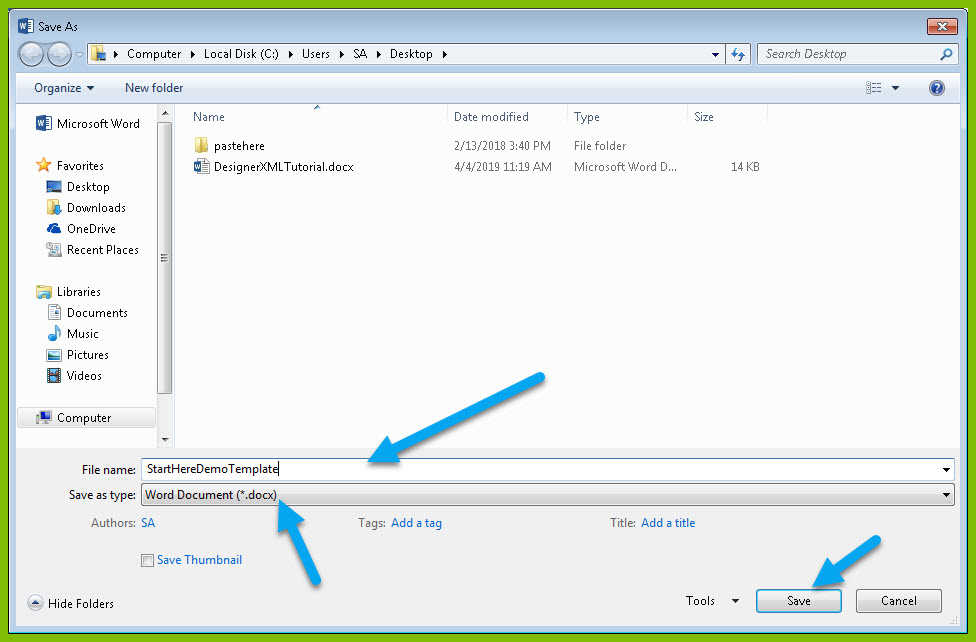 Save As
Computer Local Disk (C:) Users SA Desktop Search Desktop
Organize New folder
Microsoft Word
Favorites
Desktop
Downloads
OneDrive
Recent Places
Libraries
Documents
Music
Pictures
Videos
Computer
Name Date modified Type Size
pastehere 2/13/2018 3:40 PM File folder
DesignerXMLTutorial.docx 4/4/2019 11:19 AM Microsoft Word D... 14 KB
File name: StartHereDemoTemplate
Save as type: Word Document (*.docx)
Authors: SA Tags: Add a tag Title: Add a title
Save Thumbnail
Hide Folders Tools Save Cancel